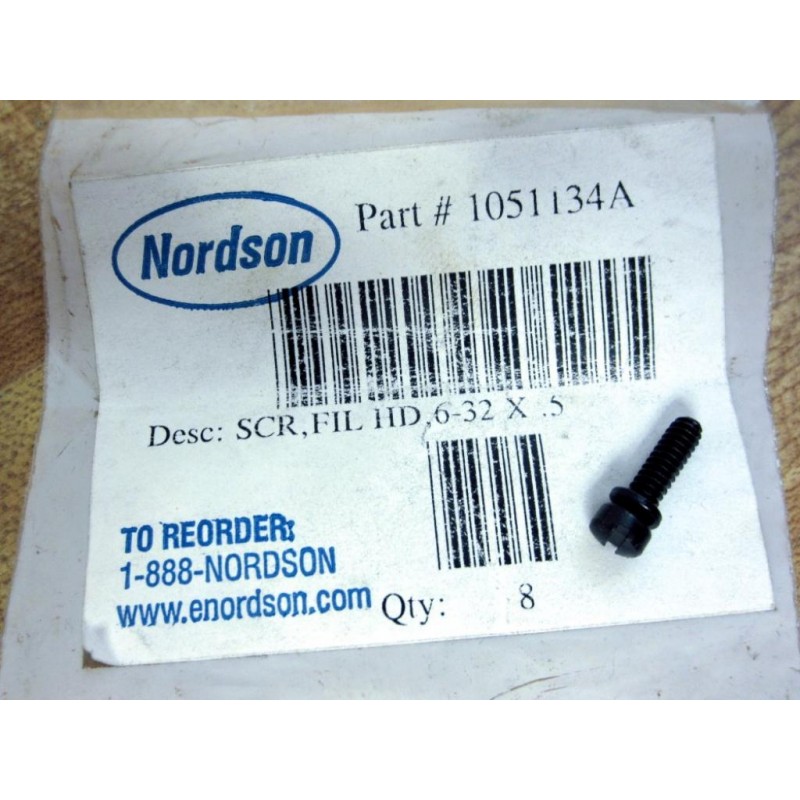 Nordson
Part # 1051134A
Desc: SCR,FIL HD,6-32 X .5
TO REORDER:
1-888-NORDSON
www.enordson.com
Qty: 8